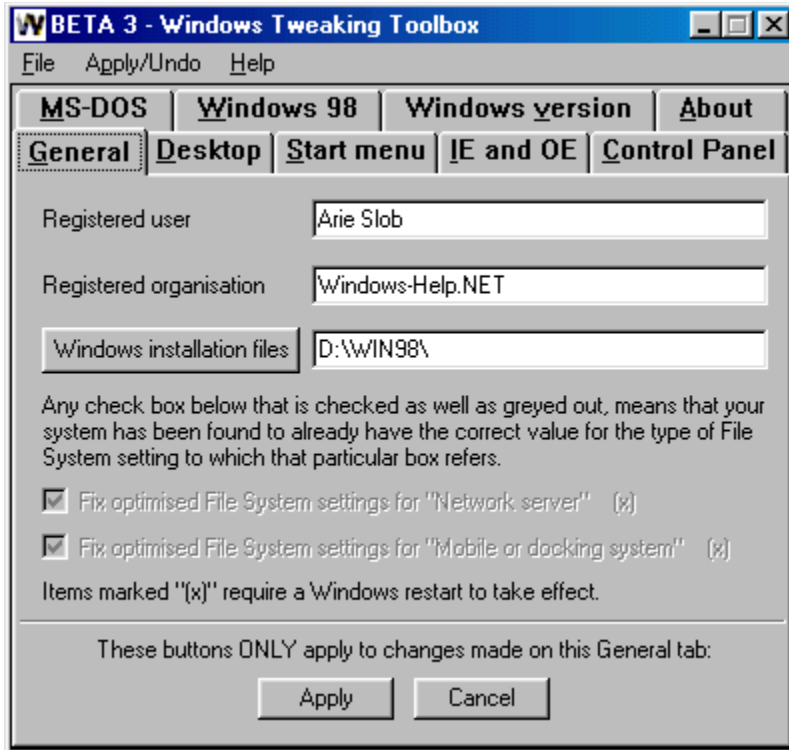 BETA 3 - Windows Tweaking Toolbox
File Apply/Undo Help
MS-DOS Windows 98 Windows version About
General Desktop Start menu IE and OE Control Panel
Registered user Arie Slob
Registered organisation Windows-Help.NET
Windows installation files D:\WIN98\
Any check box below that is checked as well as greyed out, means that your
system has been found to already have the correct value for the type of File
System setting to which that particular box refers.
Fix optimised File System settings for "Network server" (x)
Fix optimised File System settings for "Mobile or docking system" (x)
Items marked "(x)" require a Windows restart to take effect.
These buttons ONLY apply to changes made on this General tab:
Apply Cancel